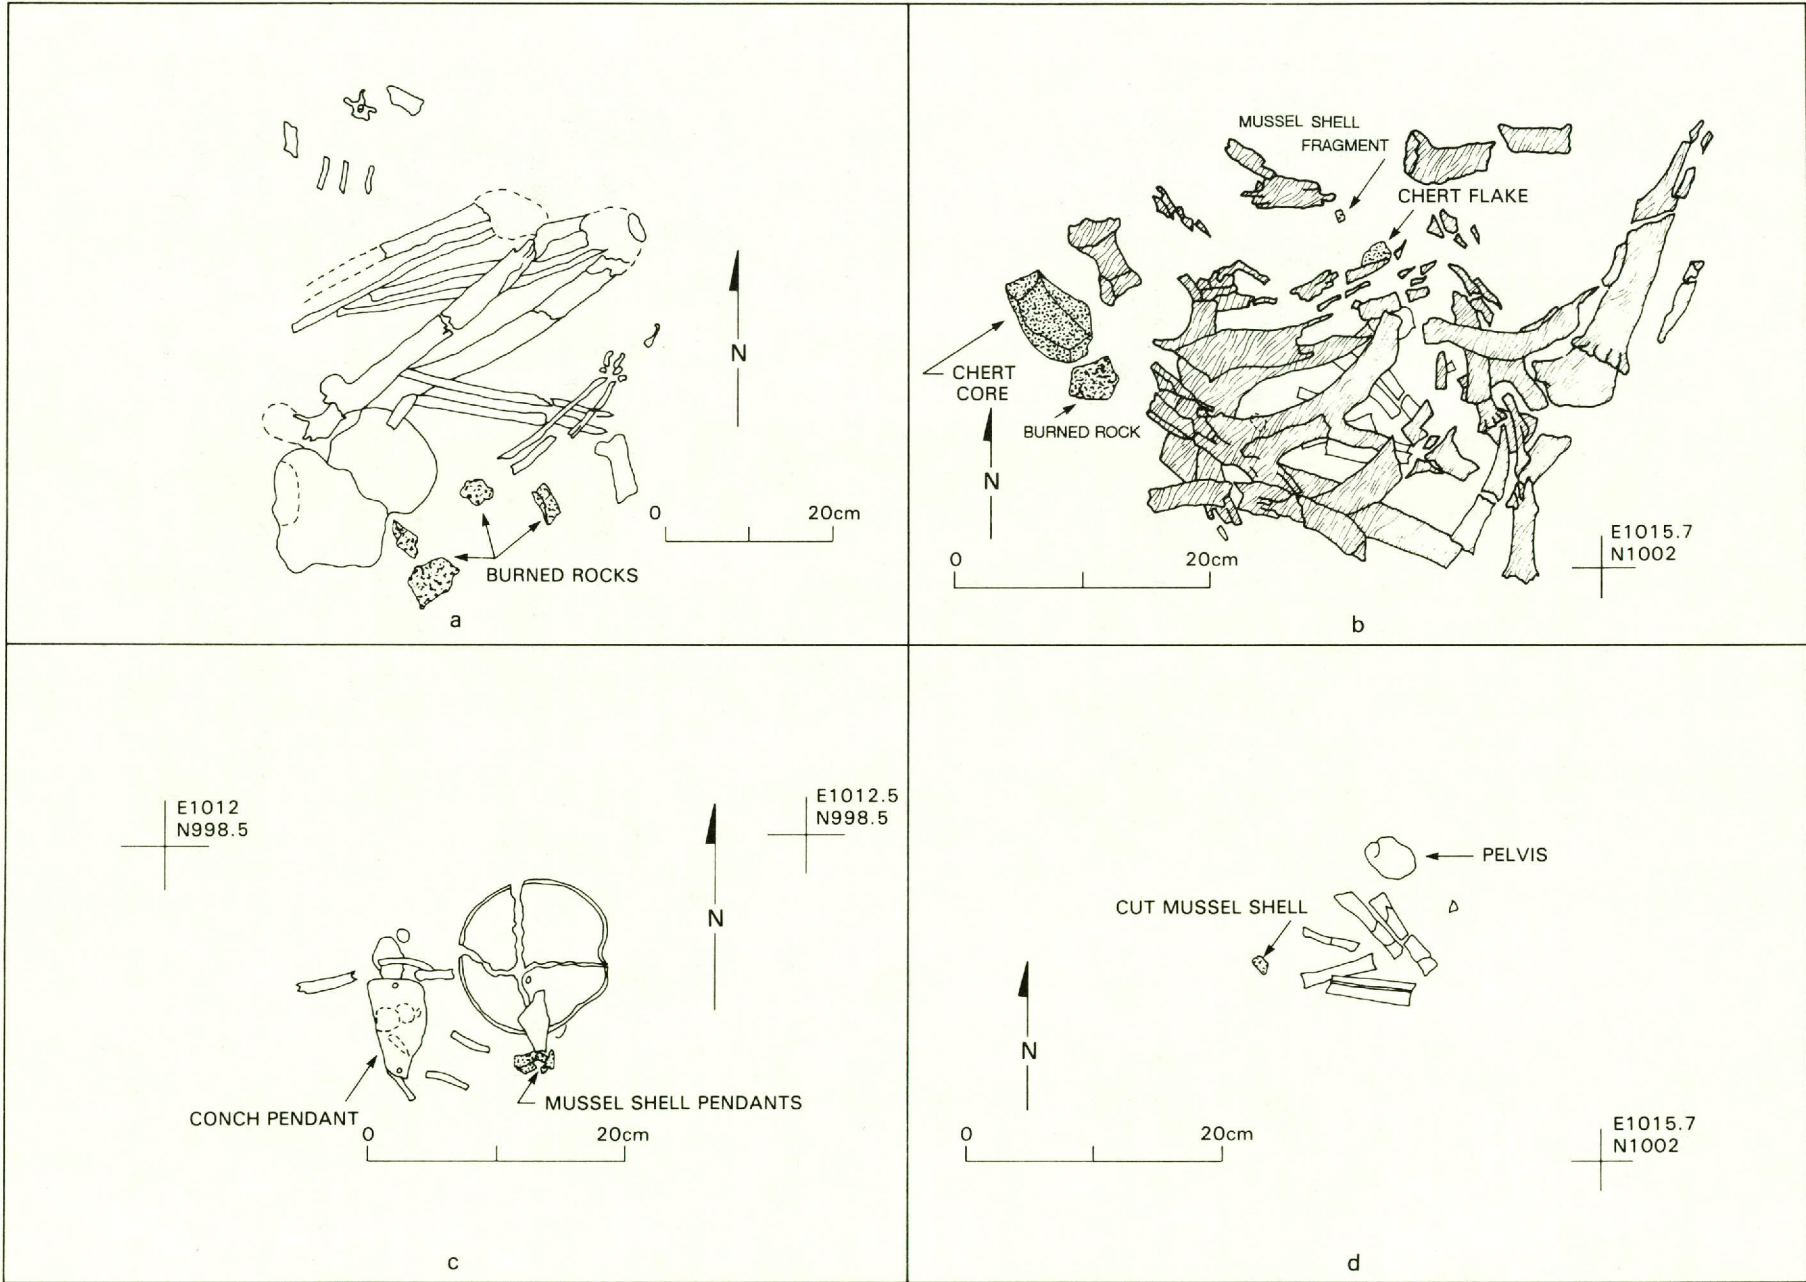 N
0 20cm
BURNED ROCKS
a
MUSSEL SHELL
FRAGMENT
CHERT FLAKE
CHERT
CORE
BURNED ROCK
N
E1015.7
N1002
0 20cm
b
E1012
N998.5
E1012.5
N998.5
N
CONCH PENDANT
MUSSEL SHELL PENDANTS
0 20cm
c
PELVIS
CUT MUSSEL SHELL
N
E1015.7
N1002
0 20cm
d